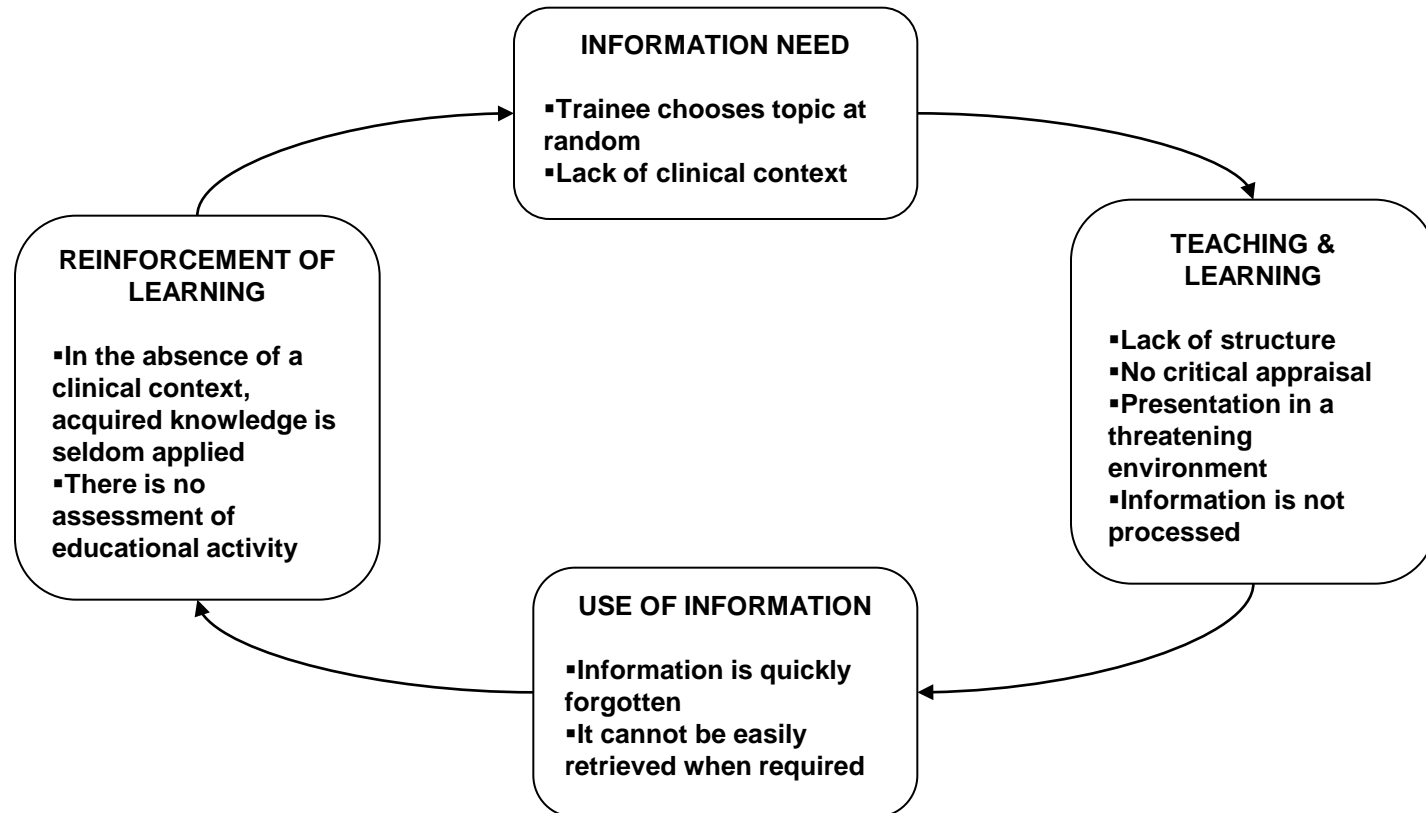 INFORMATION NEED
▪Trainee chooses topic at
random
▪Lack of clinical context
TEACHING &
LEARNING
▪Lack of structure
▪No critical appraisal
▪Presentation in a
threatening
environment
▪Information is not
processed
USE OF INFORMATION
▪Information is quickly
forgotten
▪It cannot be easily
retrieved when required
REINFORCEMENT OF
LEARNING
▪In the absence of a
clinical context,
acquired knowledge is
seldom applied
▪There is no
assessment of
educational activity